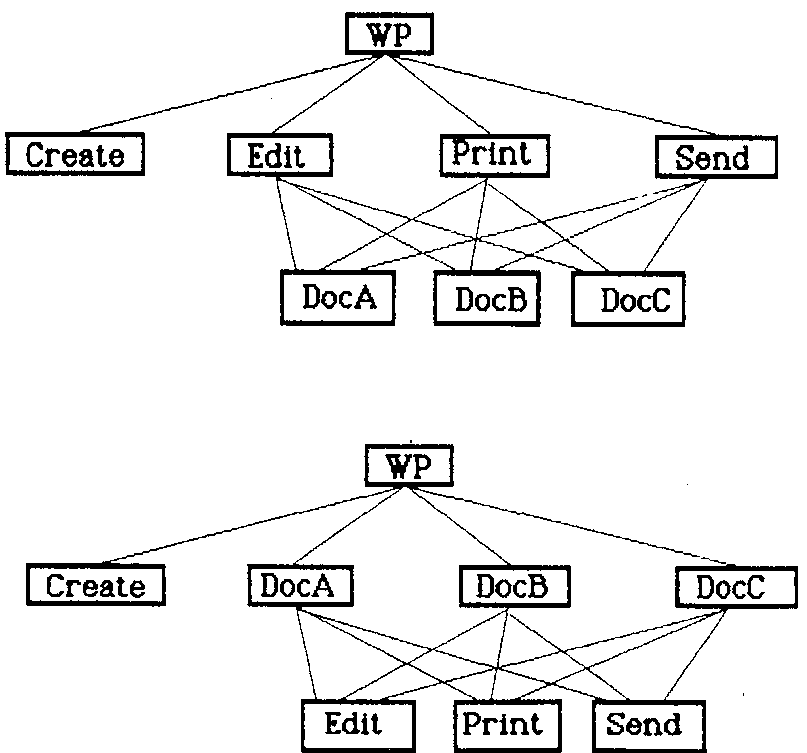 WP
Create Edit Print Send
DocA DocB DocC
WP
Create DocA DocB DocC
Edit Print Send